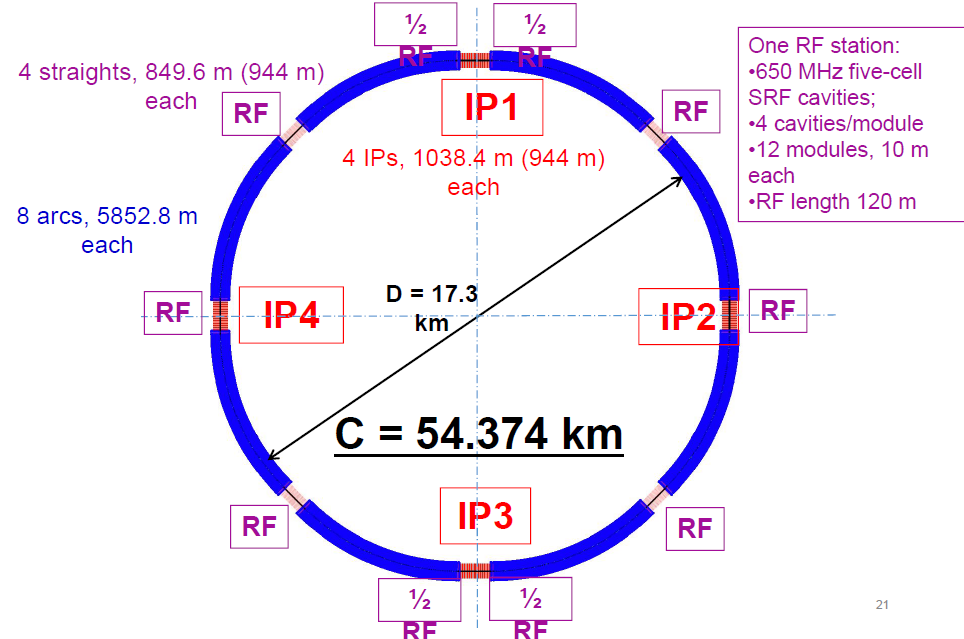 ½
RF
½
RF
One RF station:
•650 MHz five-cell
SRF cavities;
•4 cavities/module
•12 modules, 10 m
each
•RF length 120 m
4 straights, 849.6 m (944 m)
each
RF
IP1
RF
4 IPs, 1038.4 m (944 m)
each
8 arcs, 5852.8 m
each
D = 17.3
km
RF
IP4
IP2
RF
C = 54.374 km
IP3
RF
RF
½
RF
½
RF
21